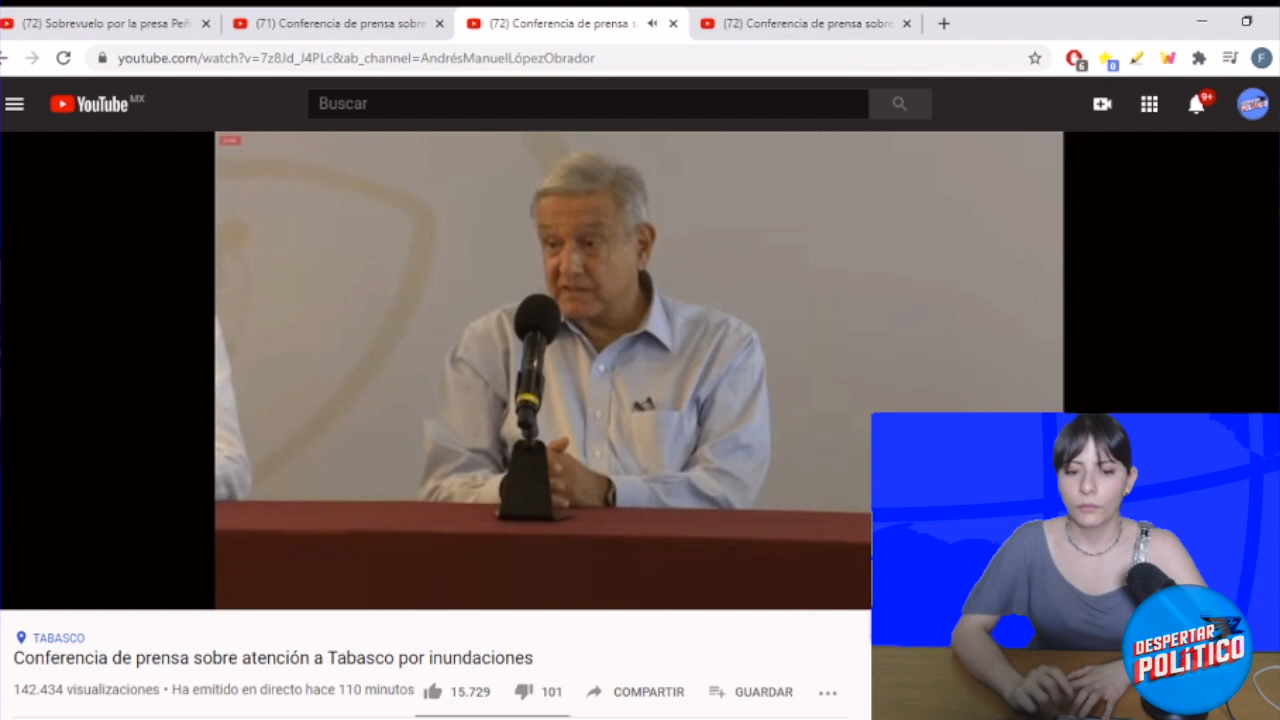 (72) Sobrevuelo por la presa Peñ
(71) Conferencia de prensa sobre
(72) Conferencia de prensa s
(72) Conferencia de prensa sobre
youtube.com/watch?v=7z8Jd_J4PLc&ab_channel=AndrésManuelLópezObrador
6
0
F
YouTube MX
Buscar
9+
TABASCO
Conferencia de prensa sobre atención a Tabasco por inundaciones
142.434 visualizaciones • Ha emitido en directo hace 110 minutos
15.729
101
COMPARTIR
GUARDAR
DESPERTAR
POLÍTICO